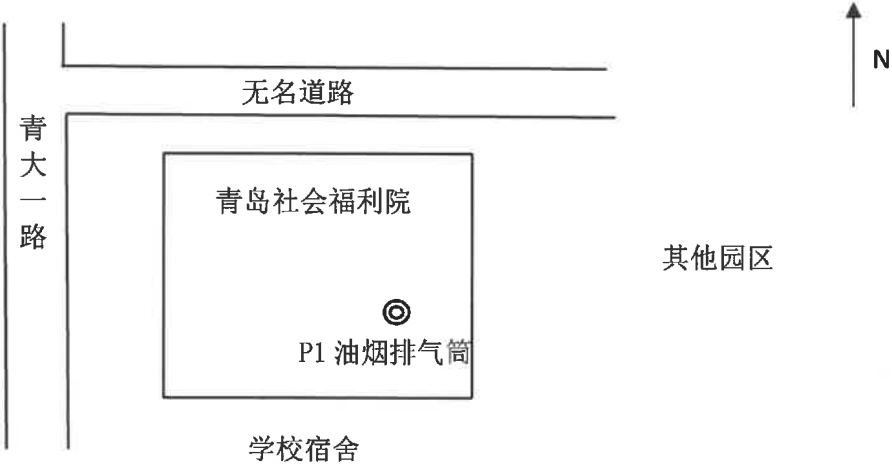 N
无名道路
青大一路
青岛社会福利院
其他园区
P1 油烟排气筒
学校宿舍